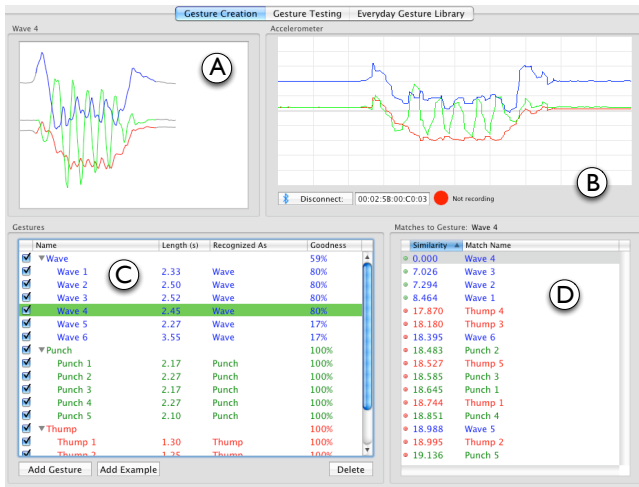 Gesture Creation Gesture Testing Everyday Gesture Library
Wave 4
Accelerometer
A
B
Disconnect: 00:02:5B:00:C0:03 Not recording
Gestures
Name Length (s) Recognized As Goodness
Wave 59%
Wave 1 2.33 Wave 80%
Wave 2 2.50 Wave 80%
Wave 3 2.52 Wave 80%
Wave 4 2.45 Wave 80%
Wave 5 2.27 Wave 17%
Wave 6 3.55 Wave 17%
Punch 100%
Punch 1 2.17 Punch 100%
Punch 2 2.27 Punch 100%
Punch 3 2.17 Punch 100%
Punch 4 2.27 Punch 100%
Punch 5 2.10 Punch 100%
Thump 100%
Thump 1 1.30 Thump 100%
Thump 2 1.25 Thump 100%
C
Add Gesture Add Example Delete
Matches to Gesture: Wave 4
Similarity Match Name
0.000 Wave 4
7.026 Wave 3
7.294 Wave 2
8.464 Wave 1
17.870 Thump 4
18.180 Thump 3
18.395 Wave 6
18.483 Punch 2
18.527 Thump 5
18.585 Punch 3
18.645 Punch 1
18.744 Thump 1
18.851 Punch 4
18.988 Wave 5
18.995 Thump 2
19.136 Punch 5
D